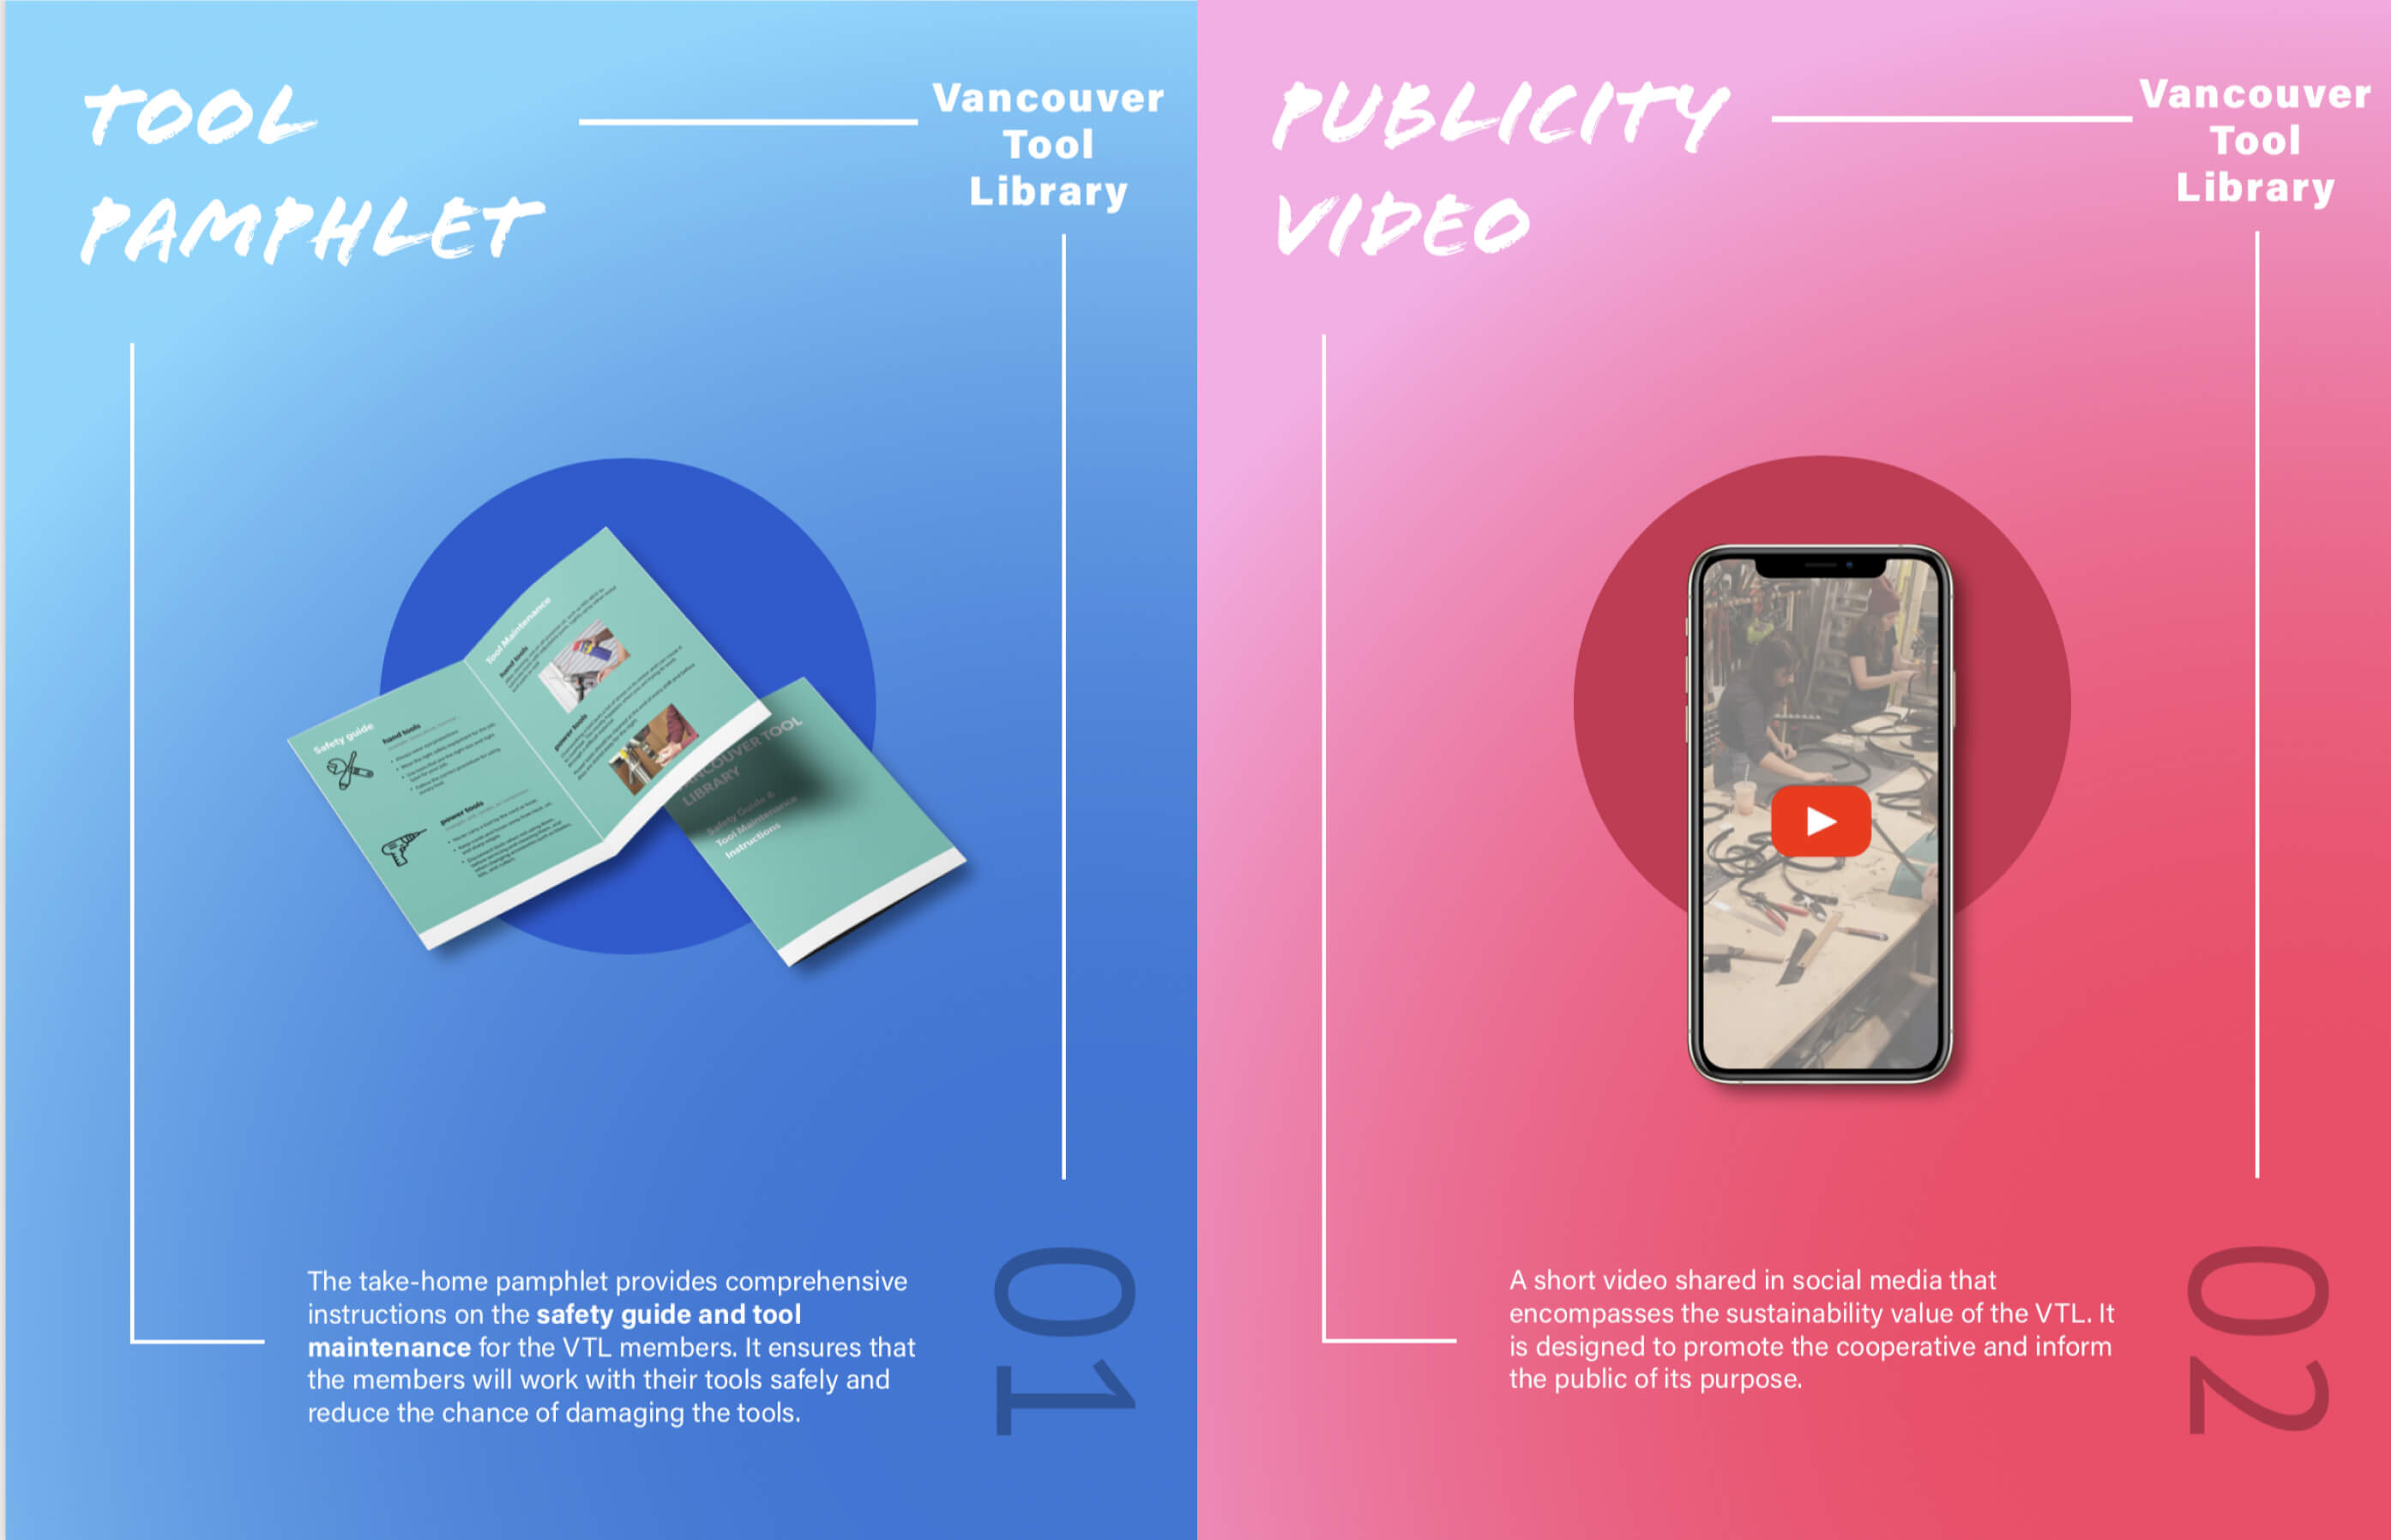 TOOL
PAMPHLET
Vancouver
Tool
Library
Safety guide
hand tools
power tools
Tool Maintenance
hand tools
power tools
VANCOUVER TOOL
LIBRARY
Safety Guide &
Tool Maintenance
Instructions
The take-home pamphlet provides comprehensive
instructions on the safety guide and tool
maintenance for the VTL members. It ensures that
the members will work with their tools safely and
reduce the chance of damaging the tools.
01
PUBLICITY
VIDEO
Vancouver
Tool
Library
A short video shared in social media that
encompasses the sustainability value of the VTL. It
is designed to promote the cooperative and inform
the public of its purpose.
02